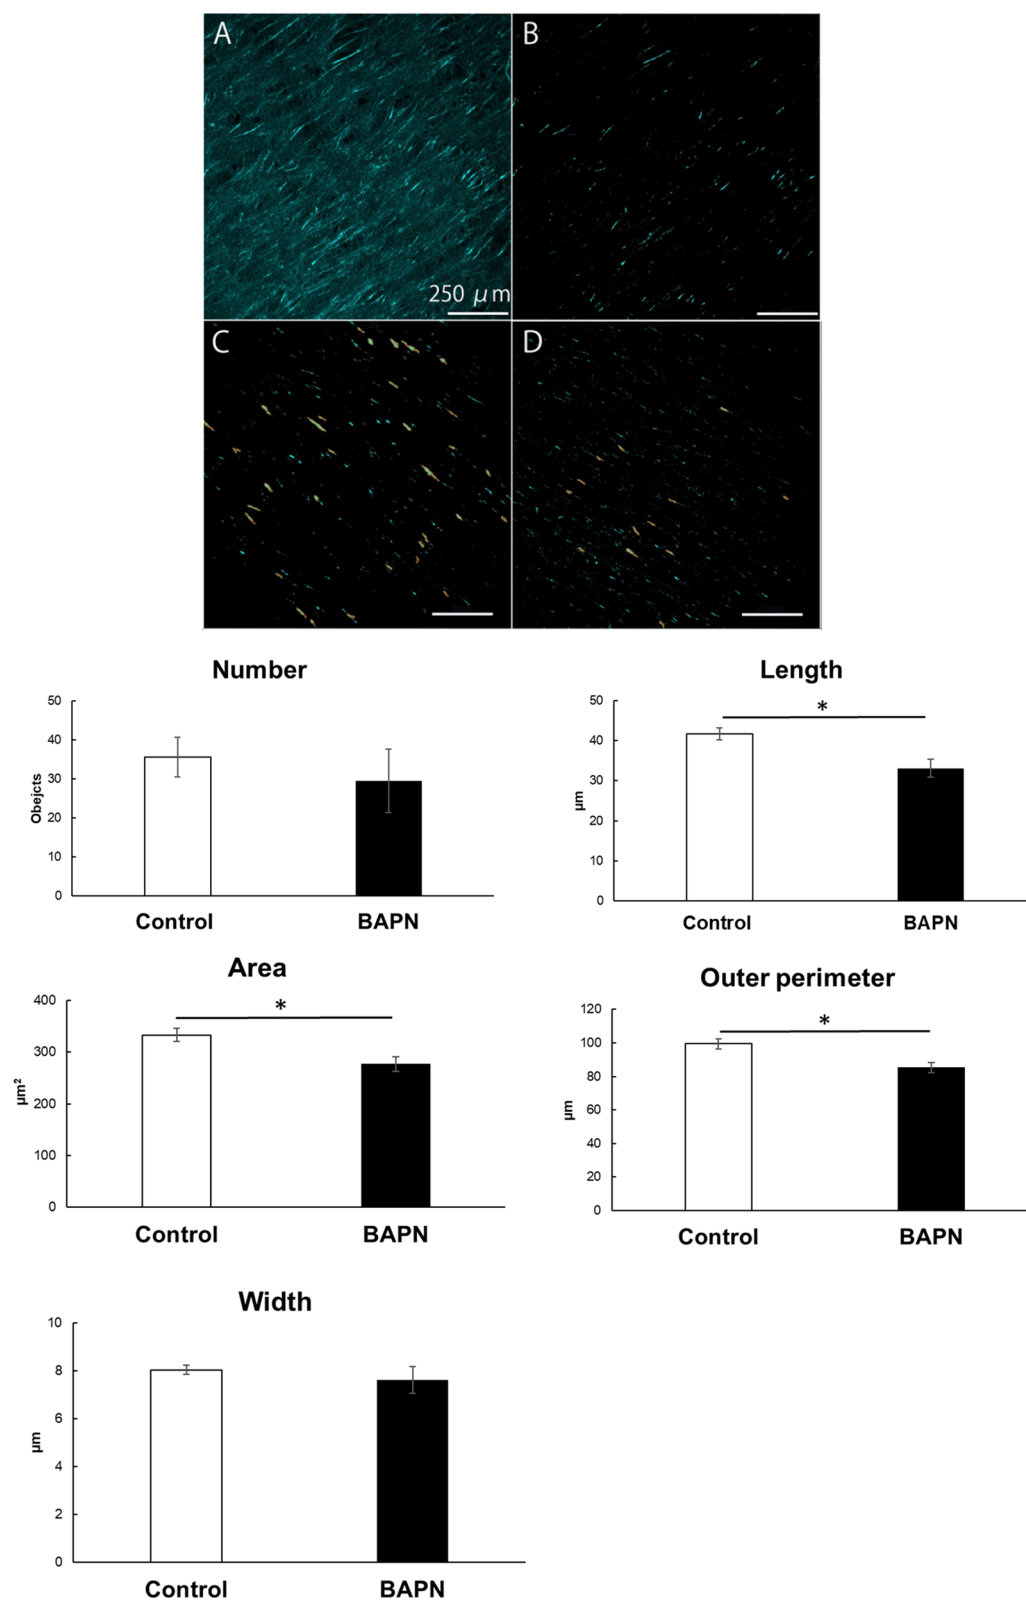 A
B
250 μm
C
D
Number
50
40
30
20
10
0
Obejcts
Control
BAPN
Length
*
50
40
30
20
10
0
μm
Control
BAPN
Area
*
400
300
200
100
0
μm²
Control
BAPN
Outer perimeter
*
120
100
80
60
40
20
0
μm
Control
BAPN
Width
10
8
6
4
2
0
μm
Control
BAPN